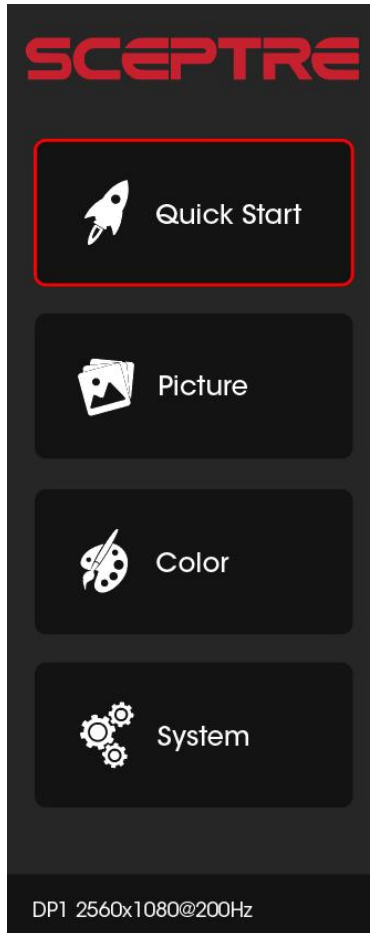 SCEPTRE
Quick Start
Picture
Color
System
DP1 2560x1080@200Hz